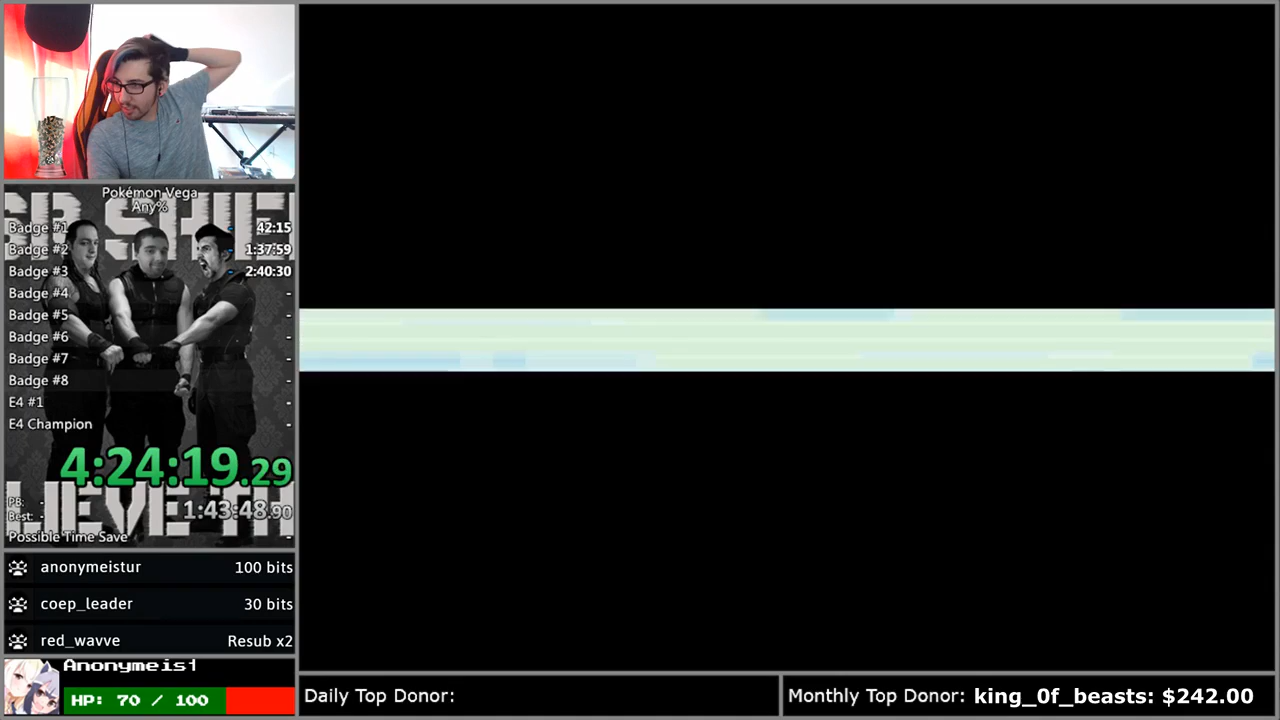 Pokémon Vega
Any%
Badge #1 42:15
Badge #2 1:37:59
Badge #3 2:40:30
Badge #4 -
Badge #5 -
Badge #6 -
Badge #7 -
Badge #8 -
E4 #1 -
E4 Champion -
4:24:19.29
PB: -
Best: -
1:43:48.90
LIEVE TH
Possible Time Save -
anonymeistur 100 bits
coep_leader 30 bits
red_wavve Resub x2
Anonymeist
HP: 70 / 100
Daily Top Donor:
Monthly Top Donor: king_0f_beasts: $242.00